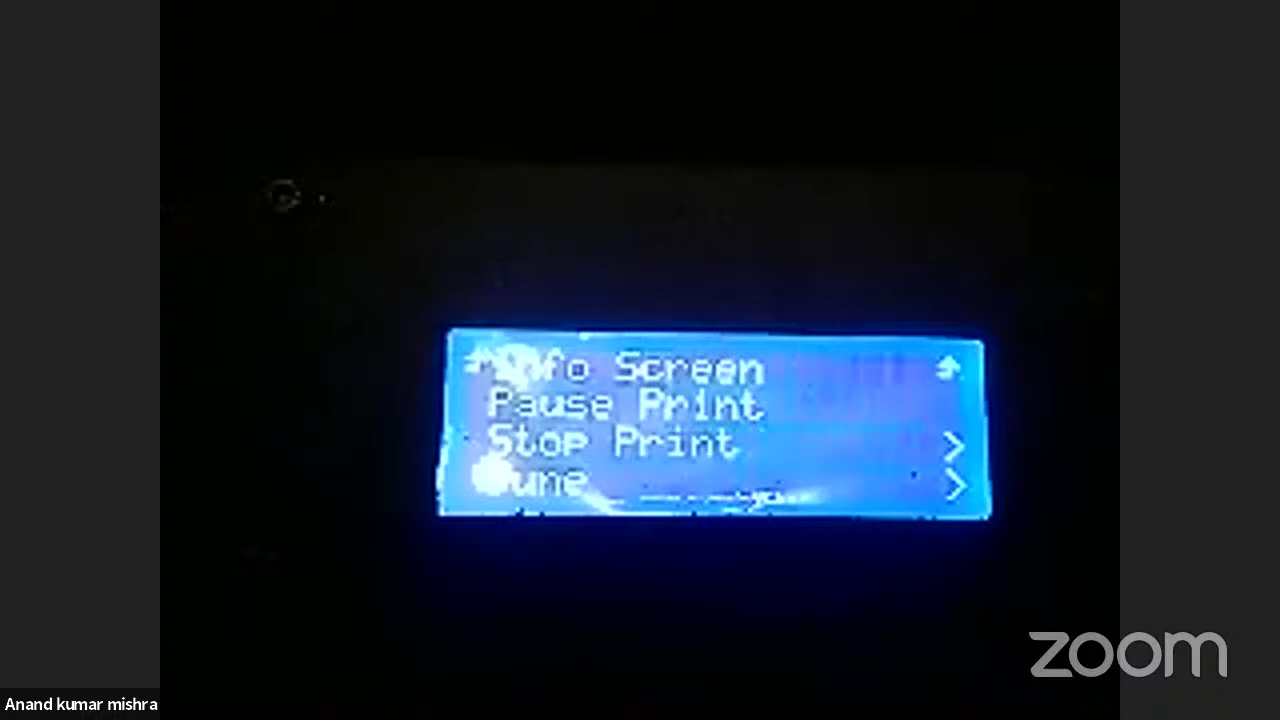 Info Screen
Pause Print
Stop Print >
Tune >
zoom
Anand kumar mishra